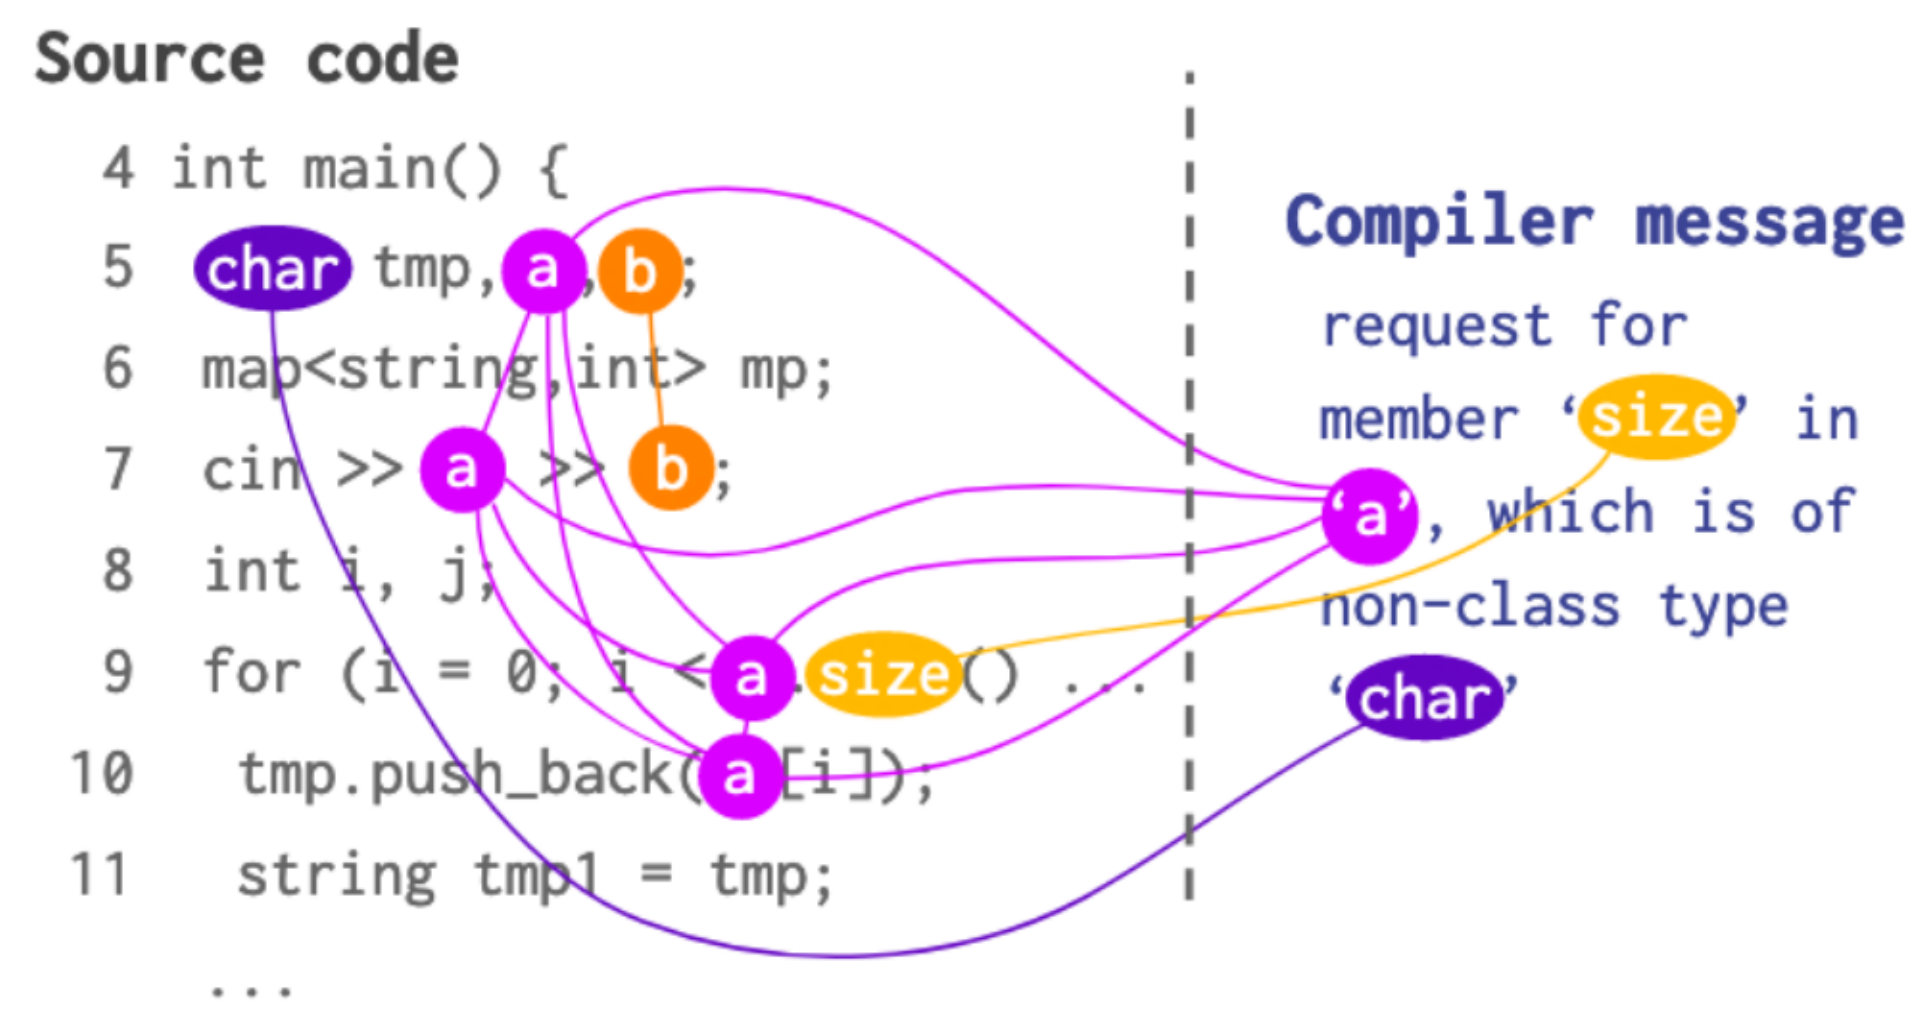 Source code
4 int main() {
5 char tmp,a,b;
6 map<string,int> mp;
7 cin >> a >> b;
8 int i, j;
9 for (i = 0; i < a.size() ...
10 tmp.push_back(a[i]);
11 string tmp1 = tmp;
...
Compiler message
request for
member ‘size’ in
‘a’, which is of
non-class type
‘char’